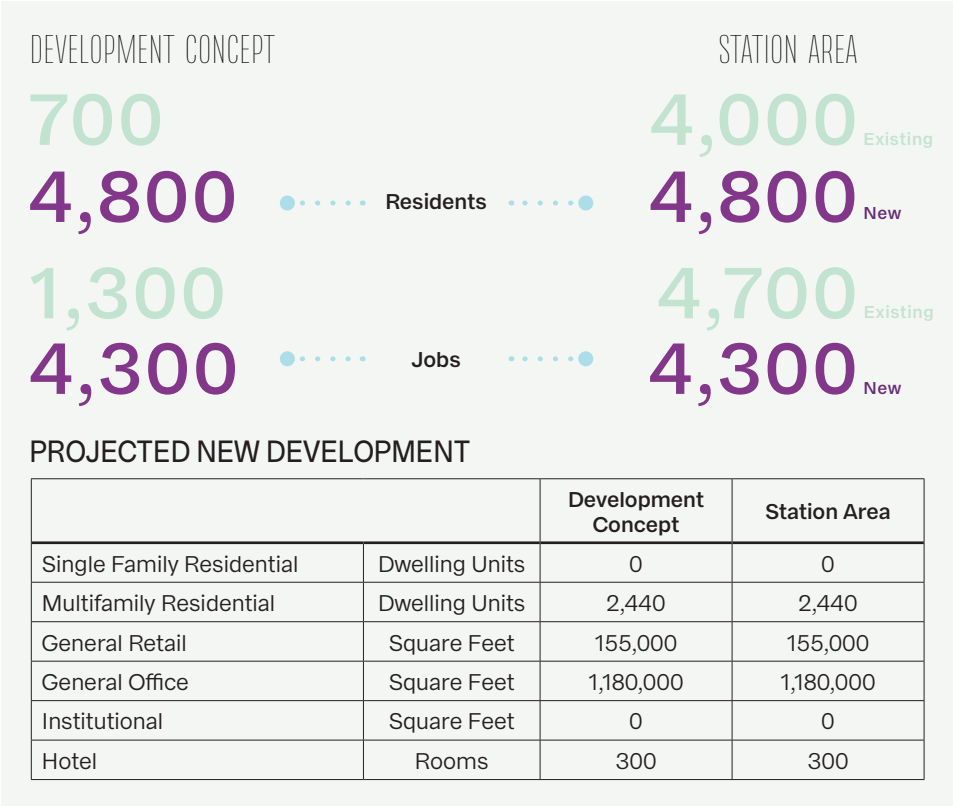 DEVELOPMENT CONCEPT STATION AREA
700 4,000 Existing
4,800 Residents 4,800 New
1,300 4,700 Existing
4,300 Jobs 4,300 New
PROJECTED NEW DEVELOPMENT
Development Concept Station Area
Single Family Residential Dwelling Units 0 0
Multifamily Residential Dwelling Units 2,440 2,440
General Retail Square Feet 155,000 155,000
General Office Square Feet 1,180,000 1,180,000
Institutional Square Feet 0 0
Hotel Rooms 300 300